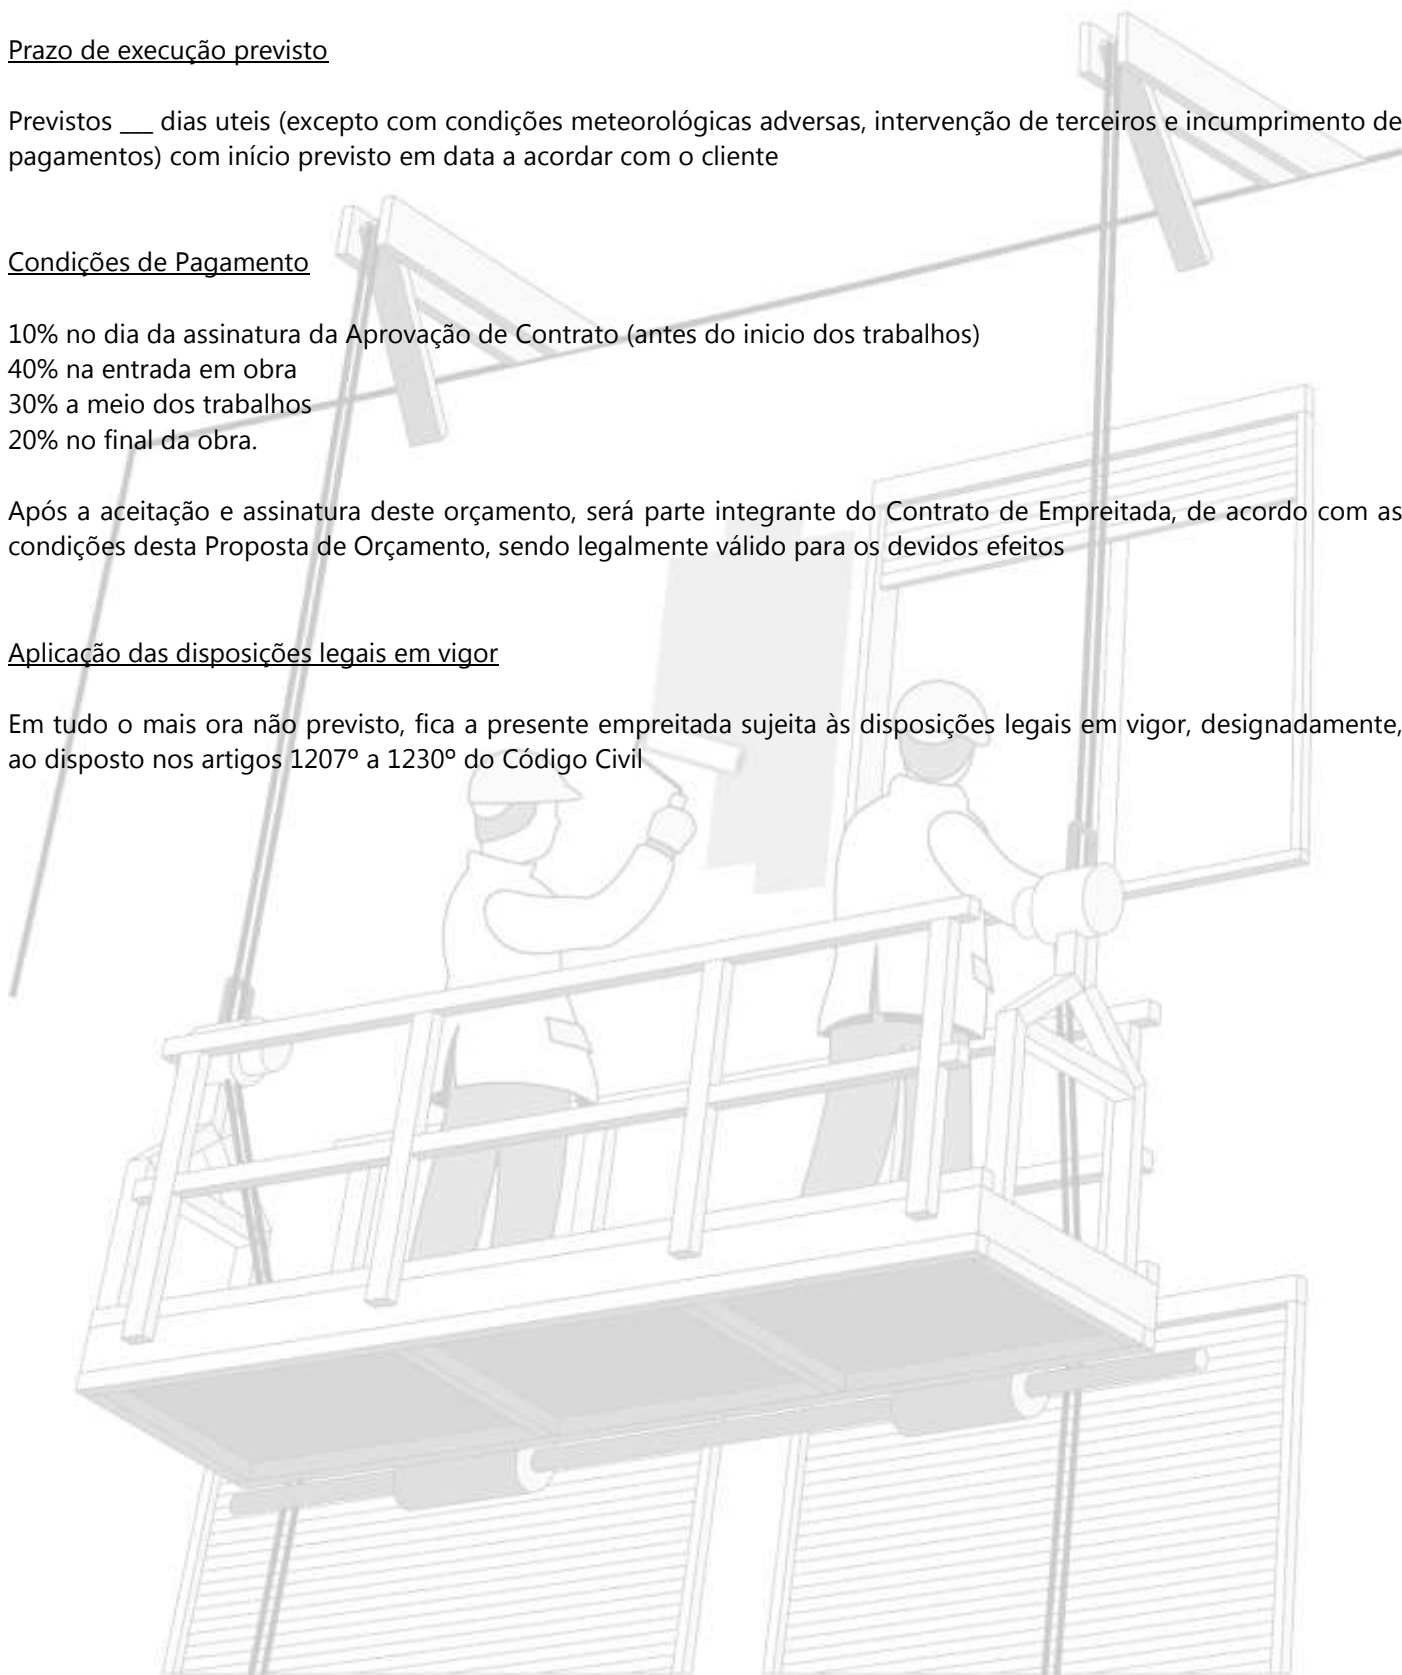 Prazo de execução previsto
Previstos ___ dias uteis (excepto com condições meteorológicas adversas, intervenção de terceiros e incumprimento de
pagamentos) com início previsto em data a acordar com o cliente
Condições de Pagamento
10% no dia da assinatura da Aprovação de Contrato (antes do inicio dos trabalhos)
40% na entrada em obra
30% a meio dos trabalhos
20% no final da obra.
Após a aceitação e assinatura deste orçamento, será parte integrante do Contrato de Empreitada, de acordo com as
condições desta Proposta de Orçamento, sendo legalmente válido para os devidos efeitos
Aplicação das disposições legais em vigor
Em tudo o mais ora não previsto, fica a presente empreitada sujeita às disposições legais em vigor, designadamente,
ao disposto nos artigos 1207º a 1230º do Código Civil